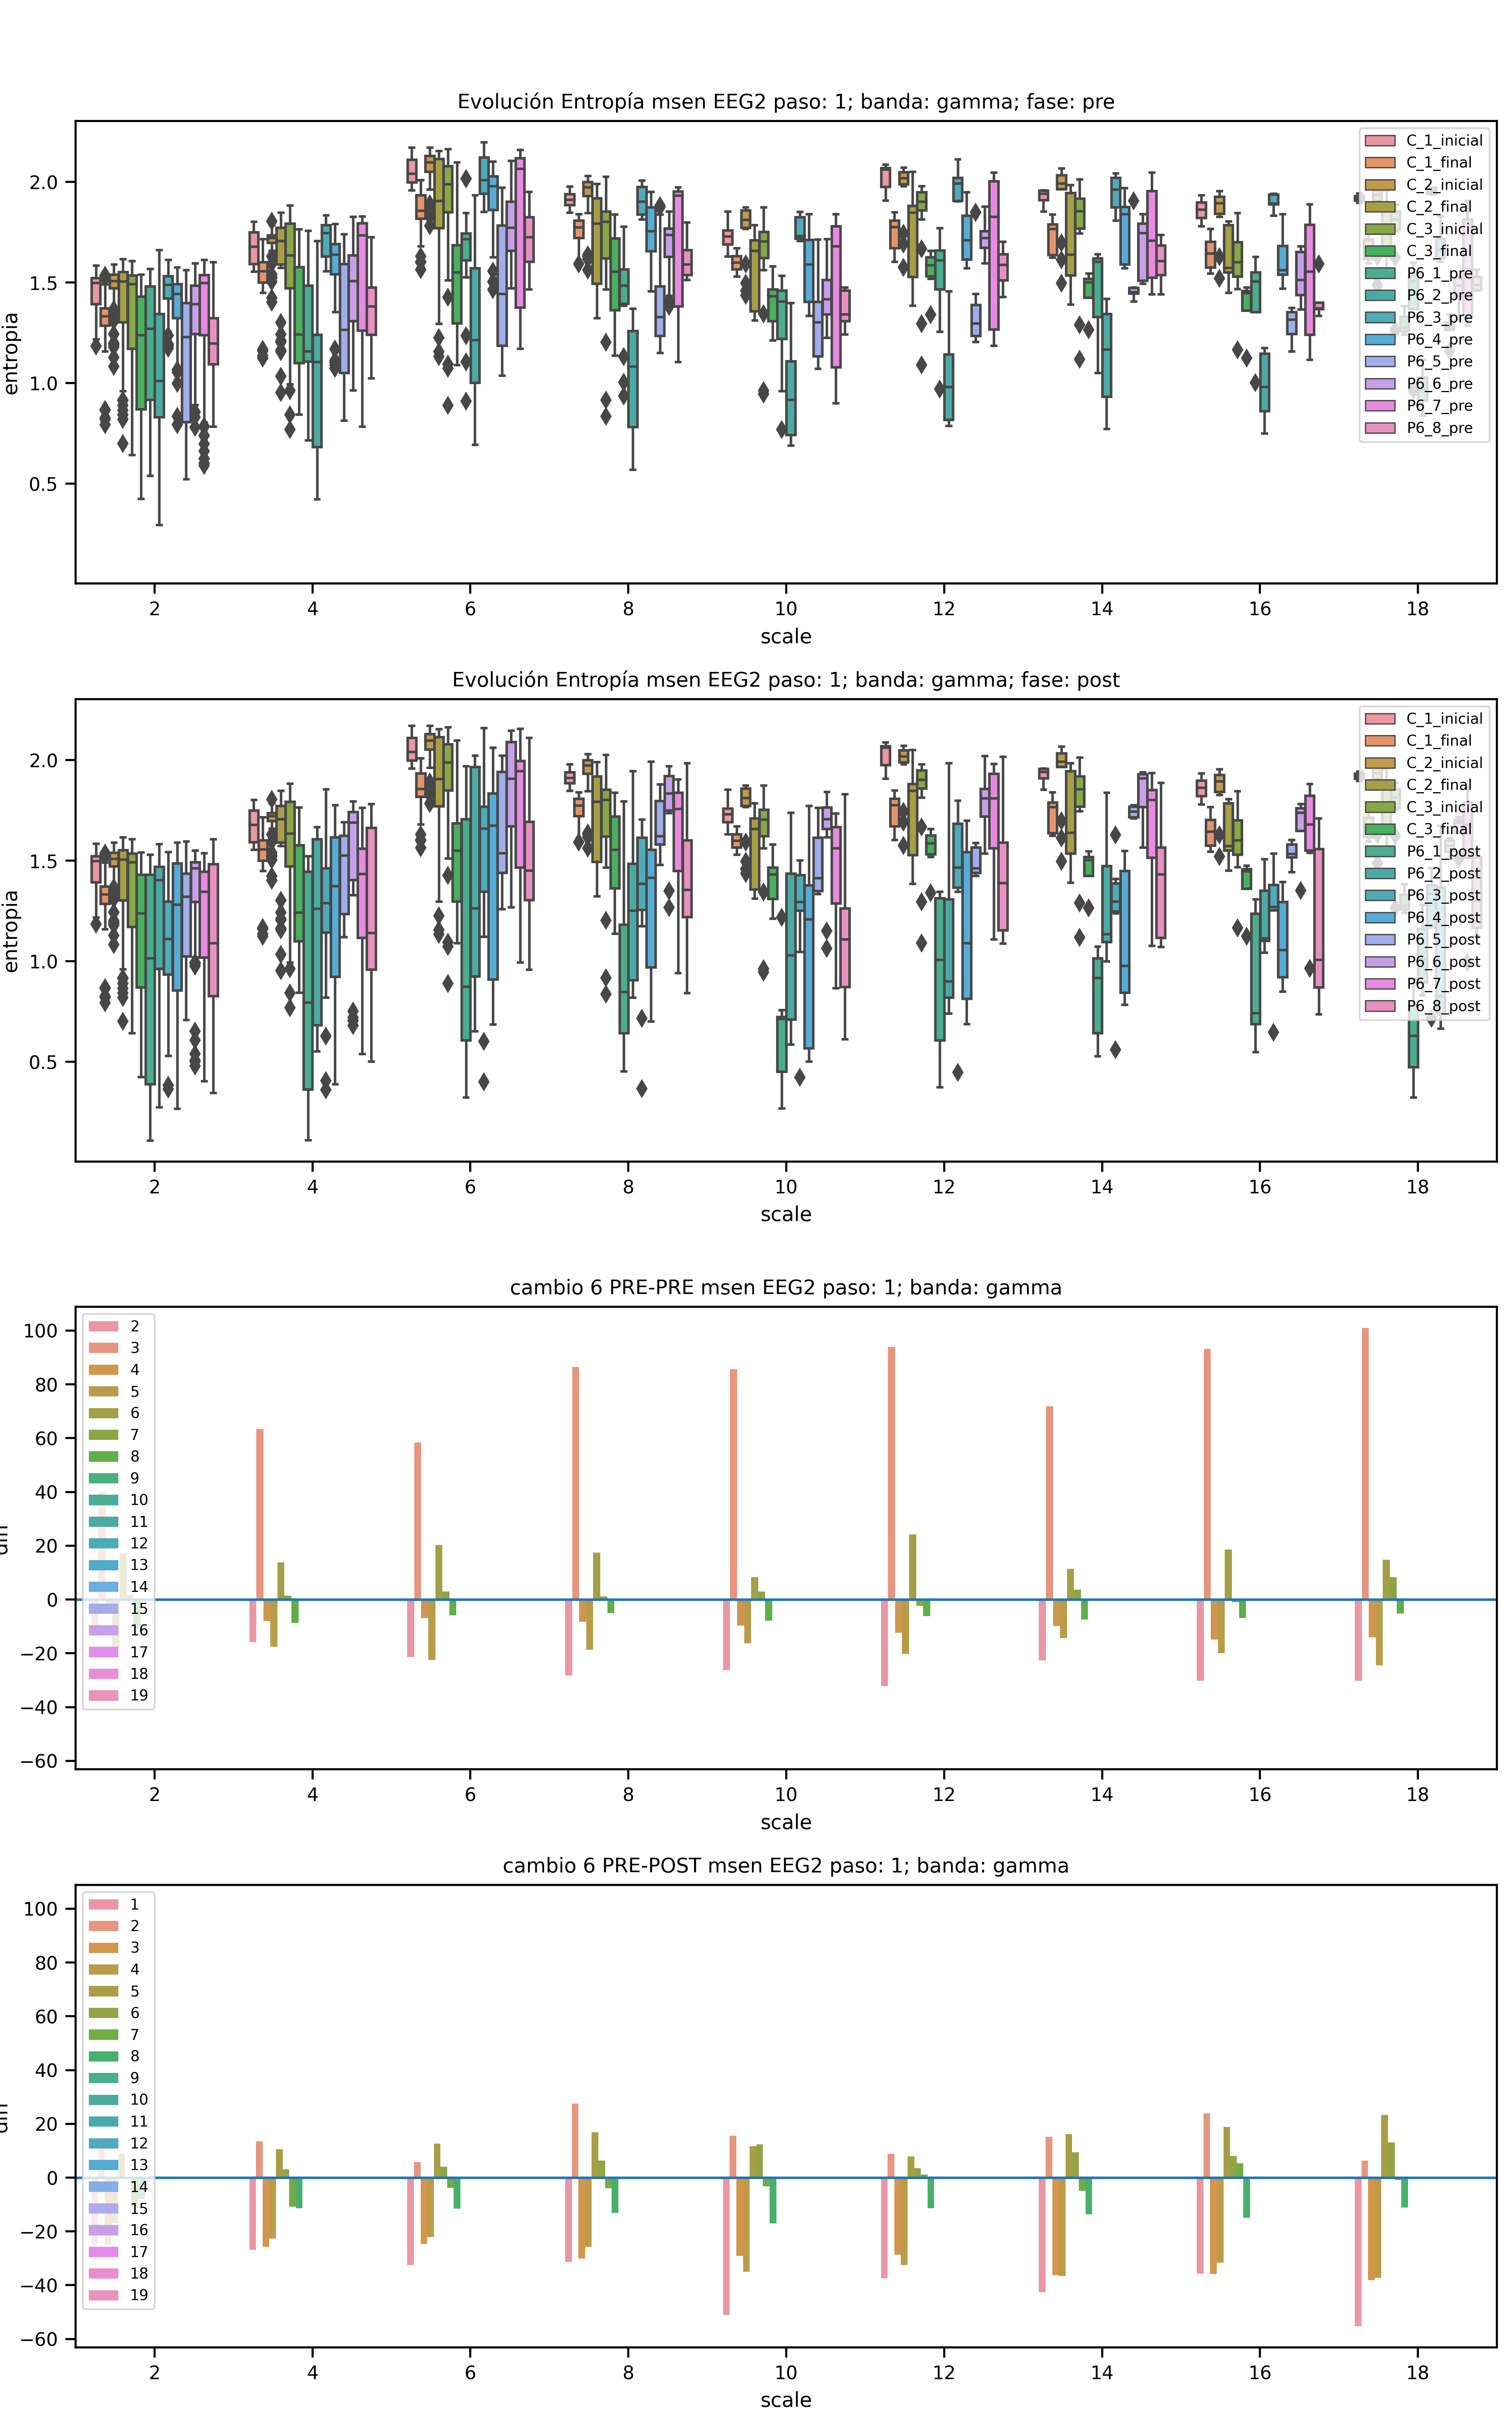 Evolución Entropía msen EEG2 paso: 1; banda: gamma; fase: pre
entropia
2.0
1.5
1.0
0.5
C_1_inicial
C_1_final
C_2_inicial
C_2_final
C_3_inicial
C_3_final
P6_1_pre
P6_2_pre
P6_3_pre
P6_4_pre
P6_5_pre
P6_6_pre
P6_7_pre
P6_8_pre
2 4 6 8 10 12 14 16 18
scale
Evolución Entropía msen EEG2 paso: 1; banda: gamma; fase: post
entropia
2.0
1.5
1.0
0.5
C_1_inicial
C_1_final
C_2_inicial
C_2_final
C_3_inicial
C_3_final
P6_1_post
P6_2_post
P6_3_post
P6_4_post
P6_5_post
P6_6_post
P6_7_post
P6_8_post
2 4 6 8 10 12 14 16 18
scale
cambio 6 PRE-PRE msen EEG2 paso: 1; banda: gamma
100
80
60
40
20
0
−20
−40
−60
2
3
4
5
6
7
8
9
10
11
12
13
14
15
16
17
18
19
2 4 6 8 10 12 14 16 18
scale
cambio 6 PRE-POST msen EEG2 paso: 1; banda: gamma
100
80
60
40
20
0
−20
−40
−60
1
2
3
4
5
6
7
8
9
10
11
12
13
14
15
16
17
18
19
2 4 6 8 10 12 14 16 18
scale